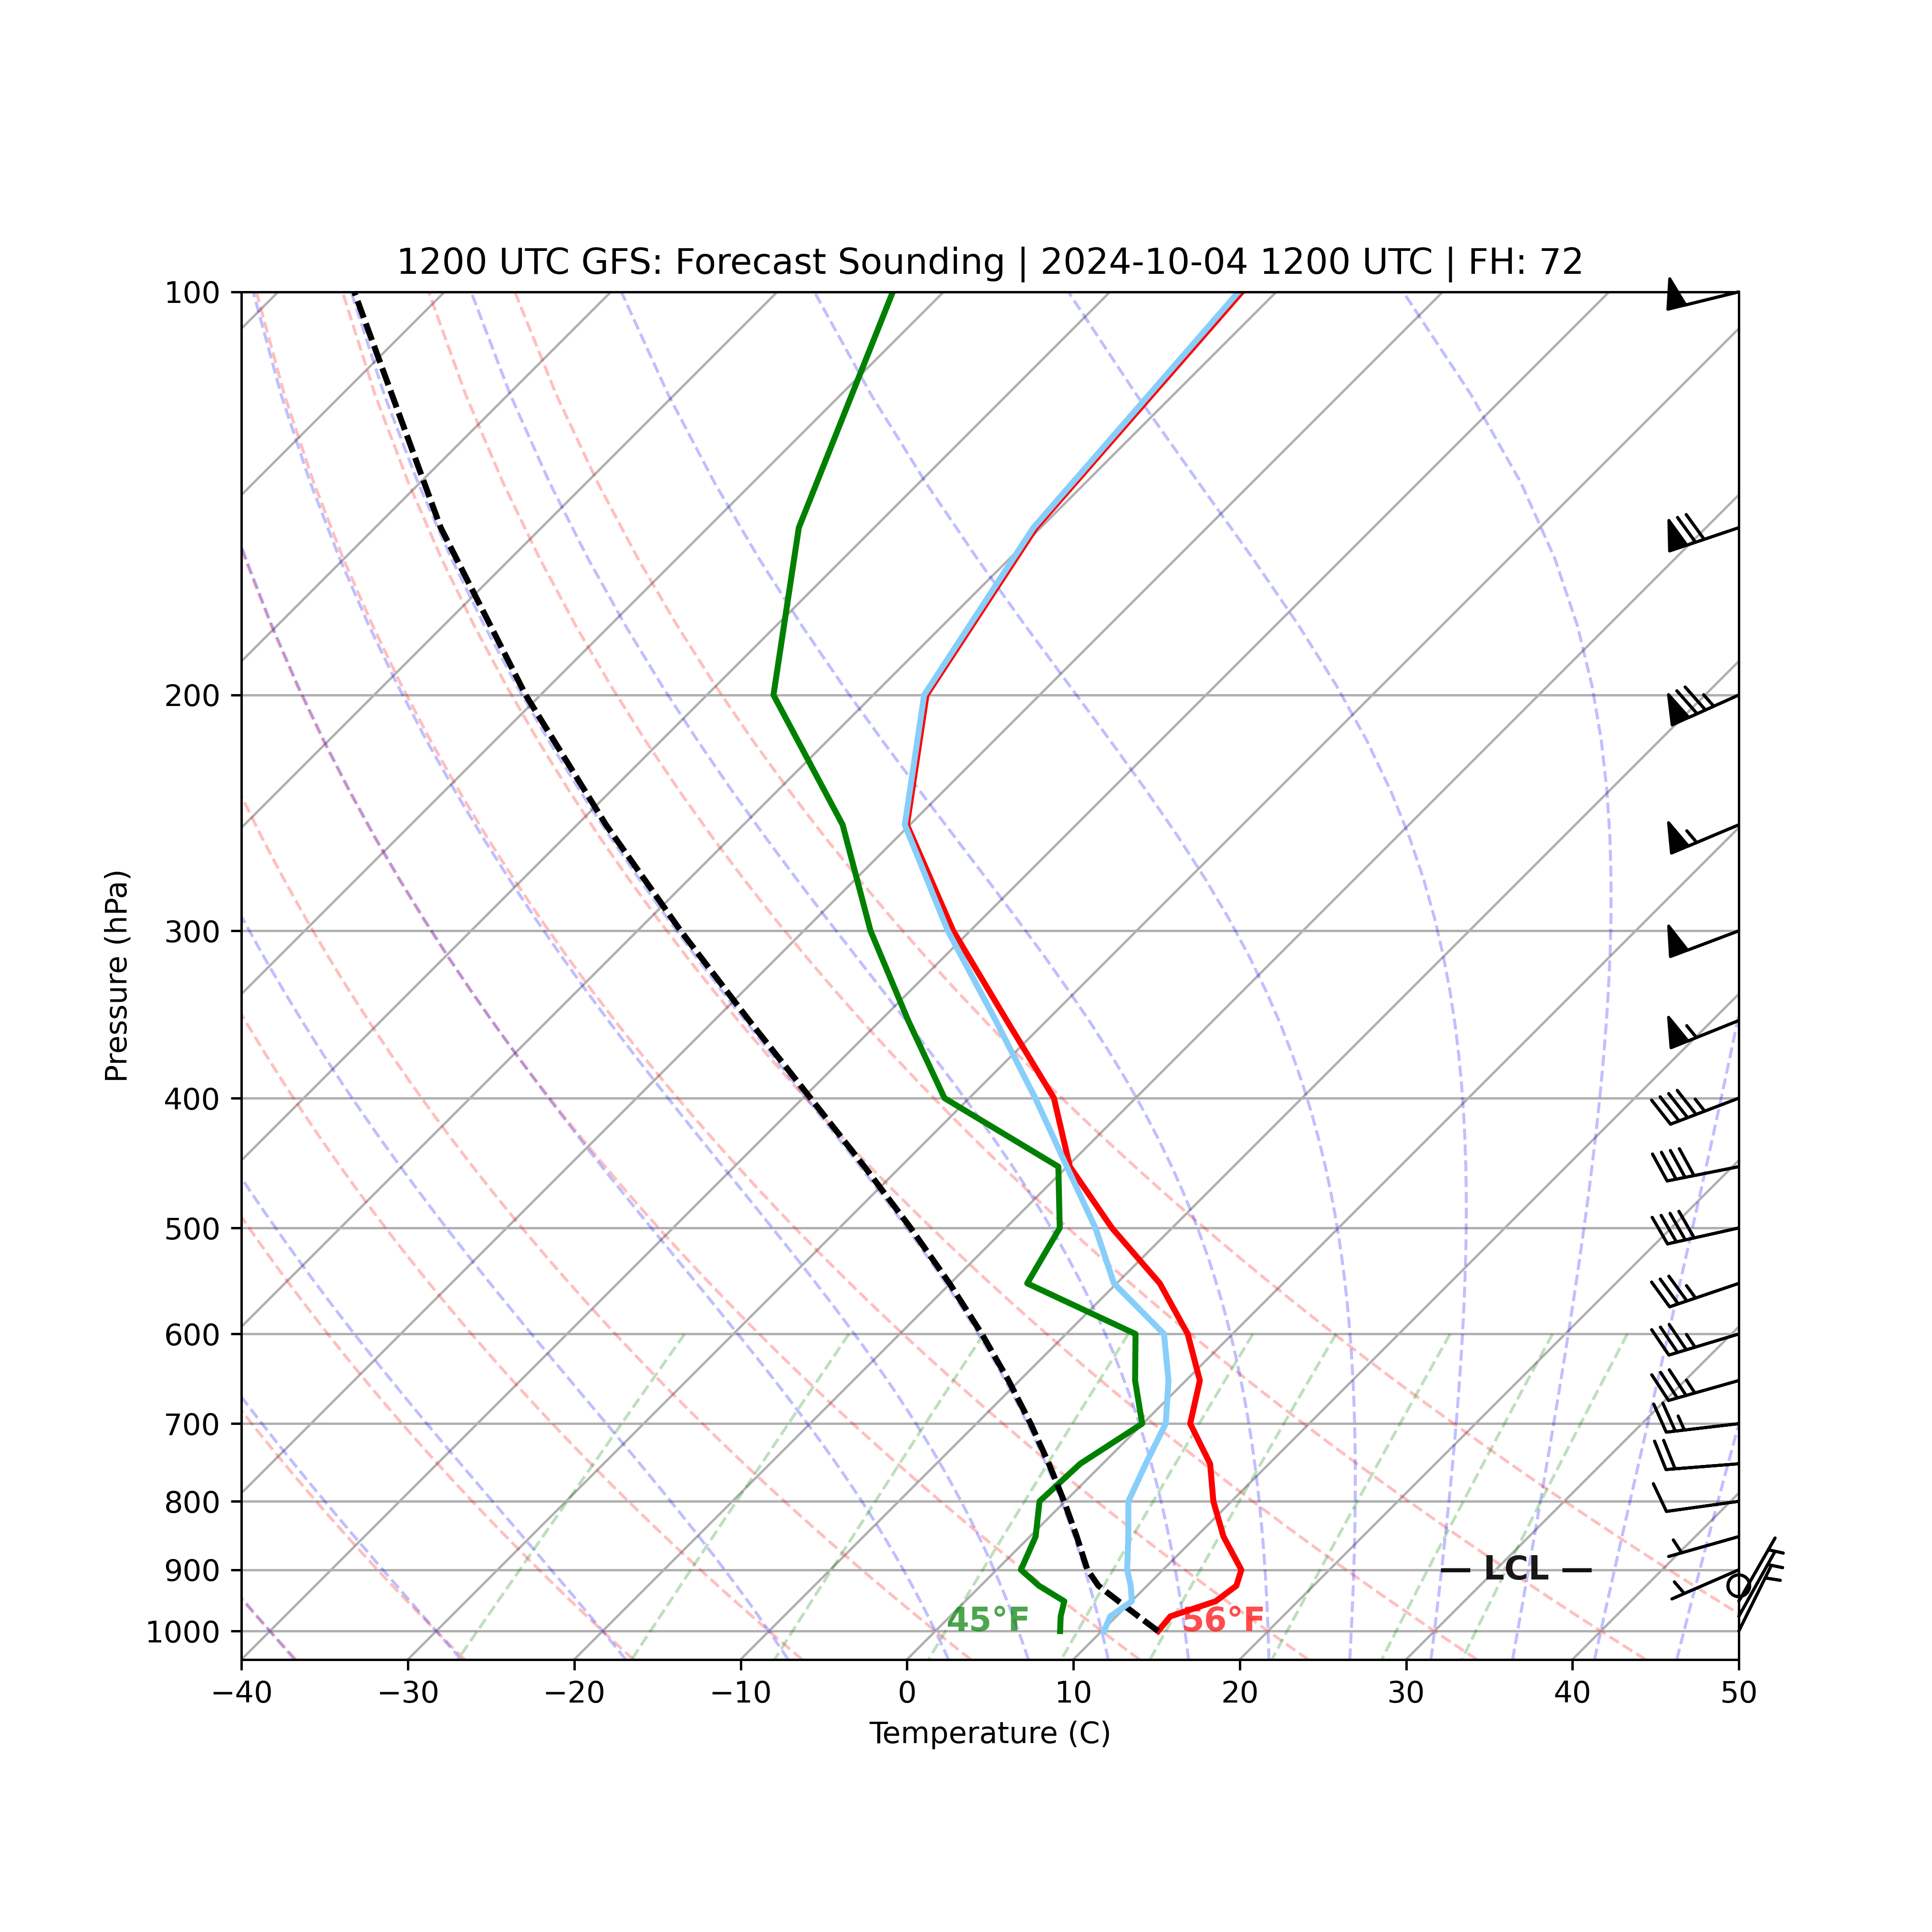 1200 UTC GFS: Forecast Sounding | 2024-10-04 1200 UTC | FH: 72
100
200
300
400
500
600
700
800
900
1000
Pressure (hPa)
LCL
45°F
56°F
−40 −30 −20 −10 0 10 20 30 40 50
Temperature (C)